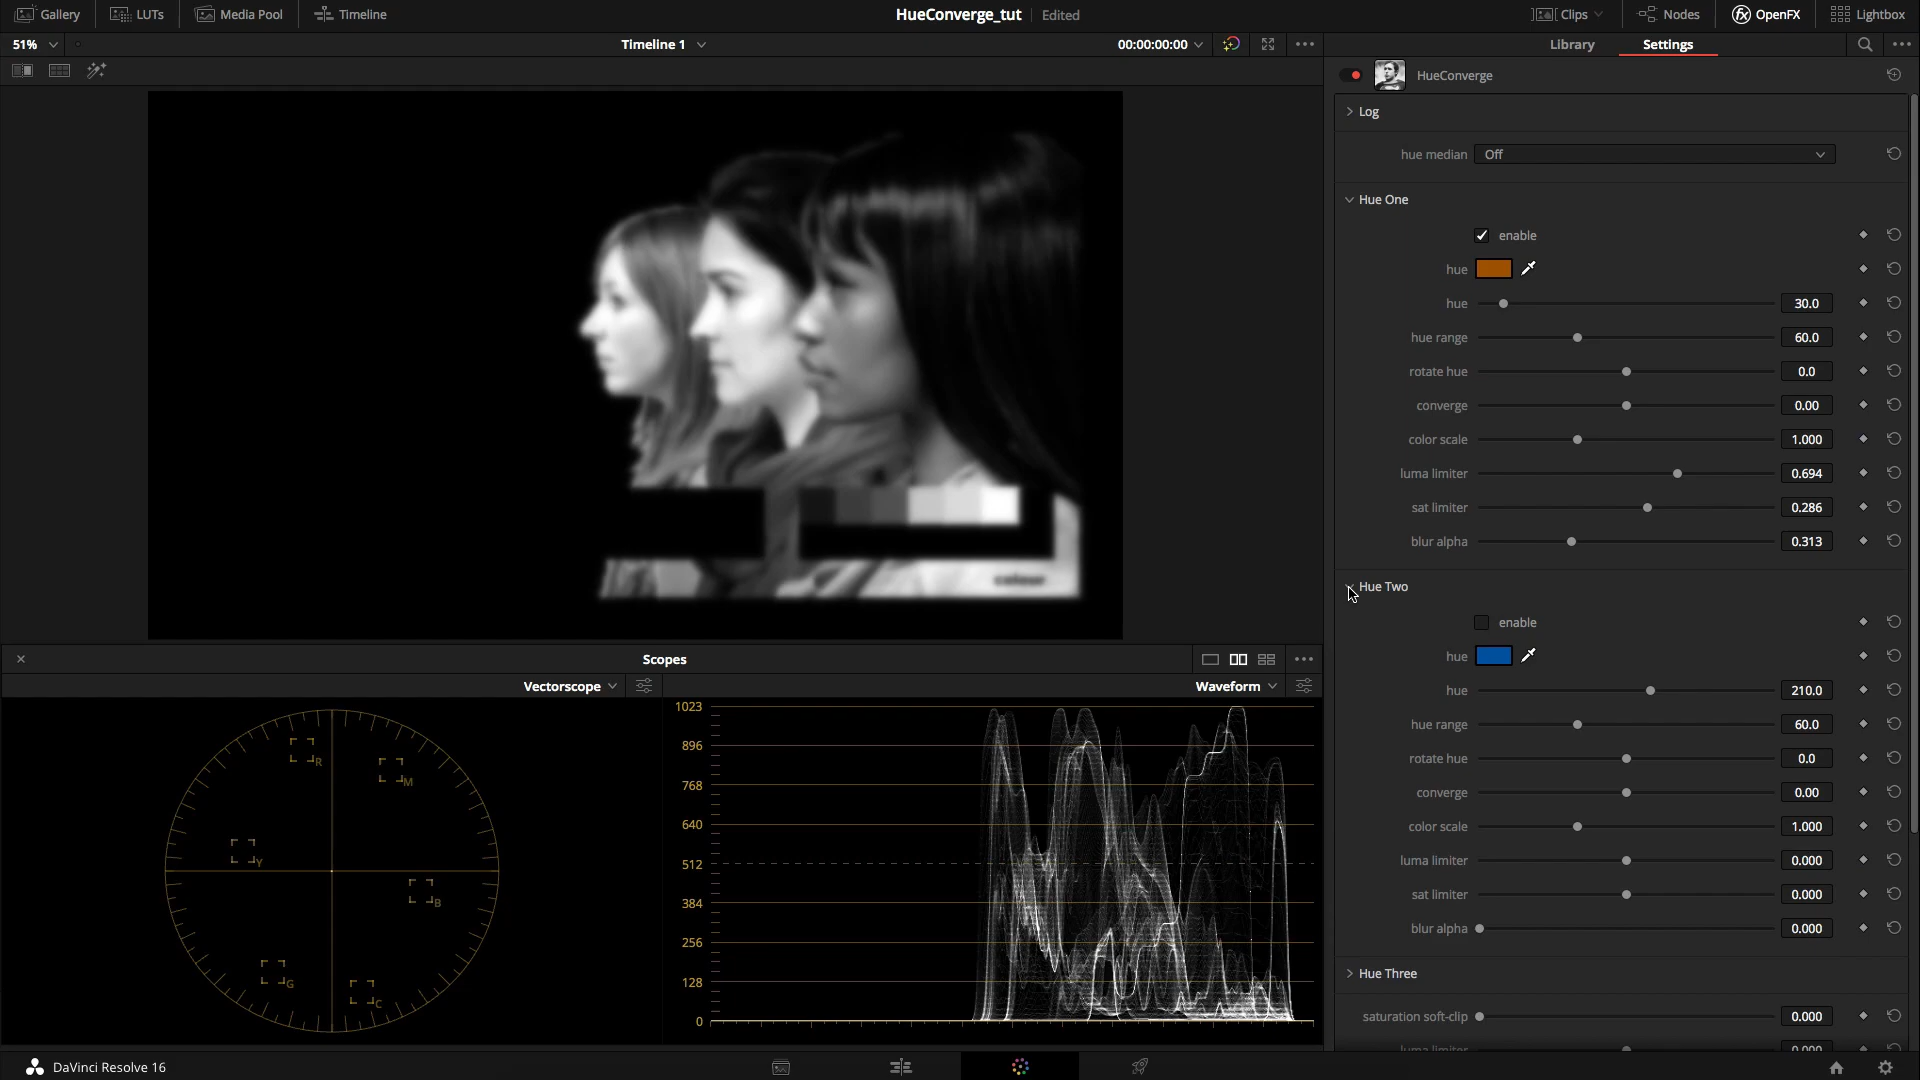 Gallery LUTs Media Pool Timeline HueConverge_tut Edited Clips Nodes OpenFX Lightbox
51% Timeline 1 00:00:00:00 Library Settings
HueConverge
Log
hue median Off
Hue One
enable
hue
hue 30.0
hue range 60.0
rotate hue 0.0
converge 0.00
color scale 1.000
luma limiter 0.694
sat limiter 0.286
blur alpha 0.313
colour
Hue Two
enable
hue
hue 210.0
hue range 60.0
rotate hue 0.0
converge 0.00
color scale 1.000
luma limiter 0.000
sat limiter 0.000
blur alpha 0.000
Hue Three
saturation soft-clip 0.000
luma limiter 0.000
Scopes
Vectorscope Waveform
R
M
Y
B
G
C
1023
896
768
640
512
384
256
128
0
DaVinci Resolve 16